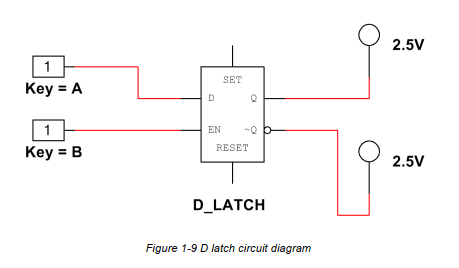 2.5V
1
Key = A
SET
D
Q
1
Key = B
EN
~Q
RESET
2.5V
D_LATCH
Figure 1-9 D latch circuit diagram